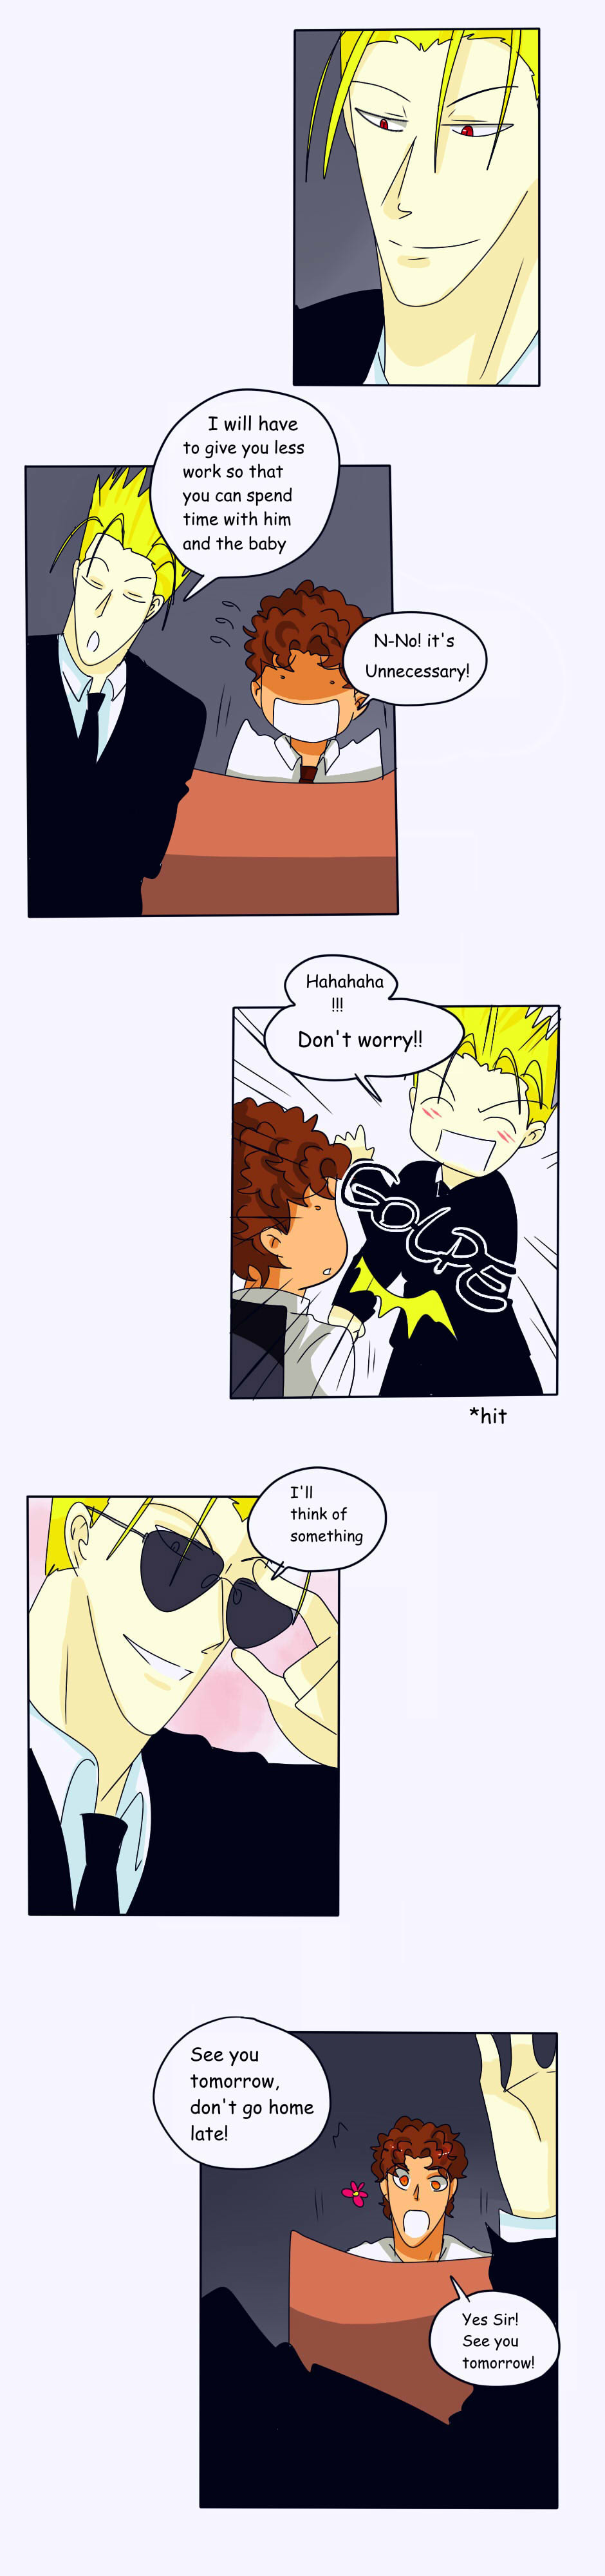 I will have
to give you less
work so that
you can spend
time with him
and the baby
N-No! it's
Unnecessary!
Hahahaha
!!!
Don't worry!!
GOLPE
*hit
I'll
think of
something
See you
tomorrow,
don't go home
late!
Yes Sir!
See you
tomorrow!